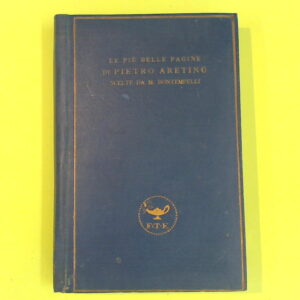 LE PIÙ BELLE PAGINE
DI PIETRO ARETINO
SCELTE DA M. BONTEMPELLI
F.T.E.